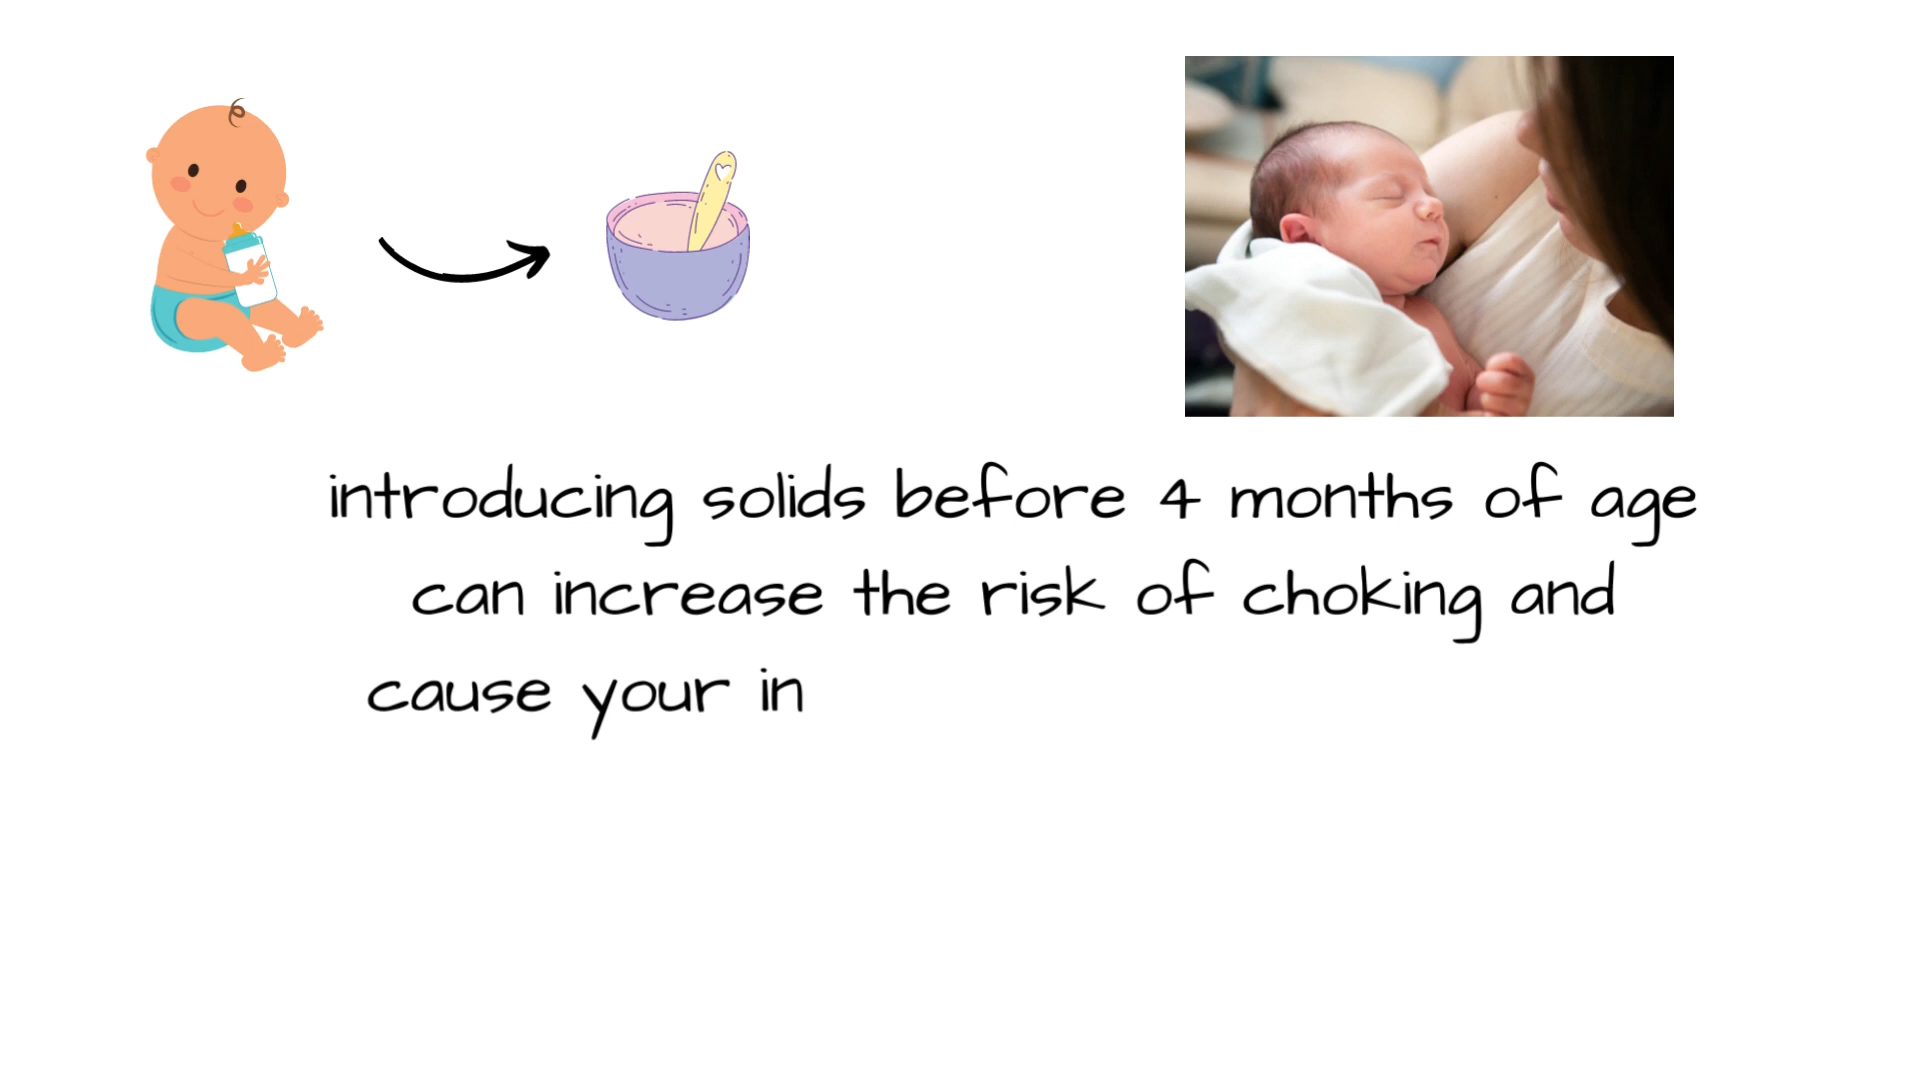 introducing solids before 4 months of age
can increase the risk of choking and
cause your in